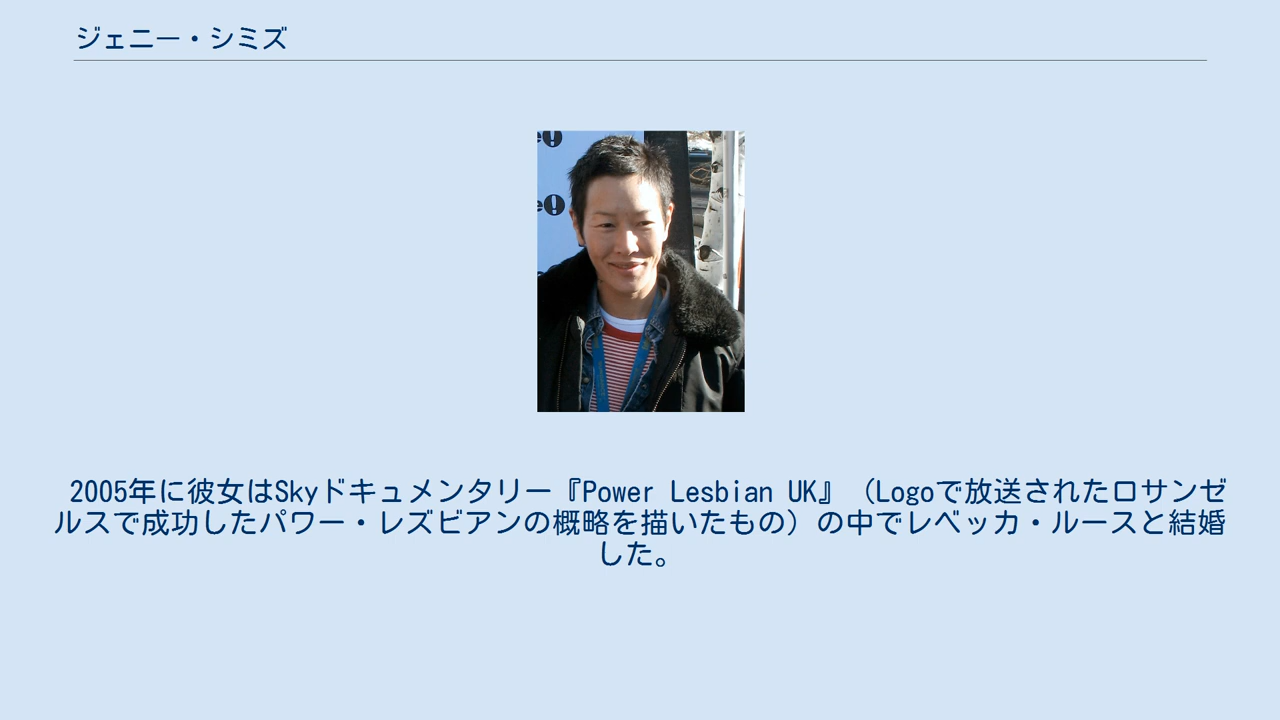 ジェニー・シミズ
e!
e!
2005年に彼女はSkyドキュメンタリー『Power Lesbian UK』（Logoで放送されたロサンゼ
ルスで成功したパワー・レズビアンの概略を描いたもの）の中でレベッカ・ルースと結婚
した。